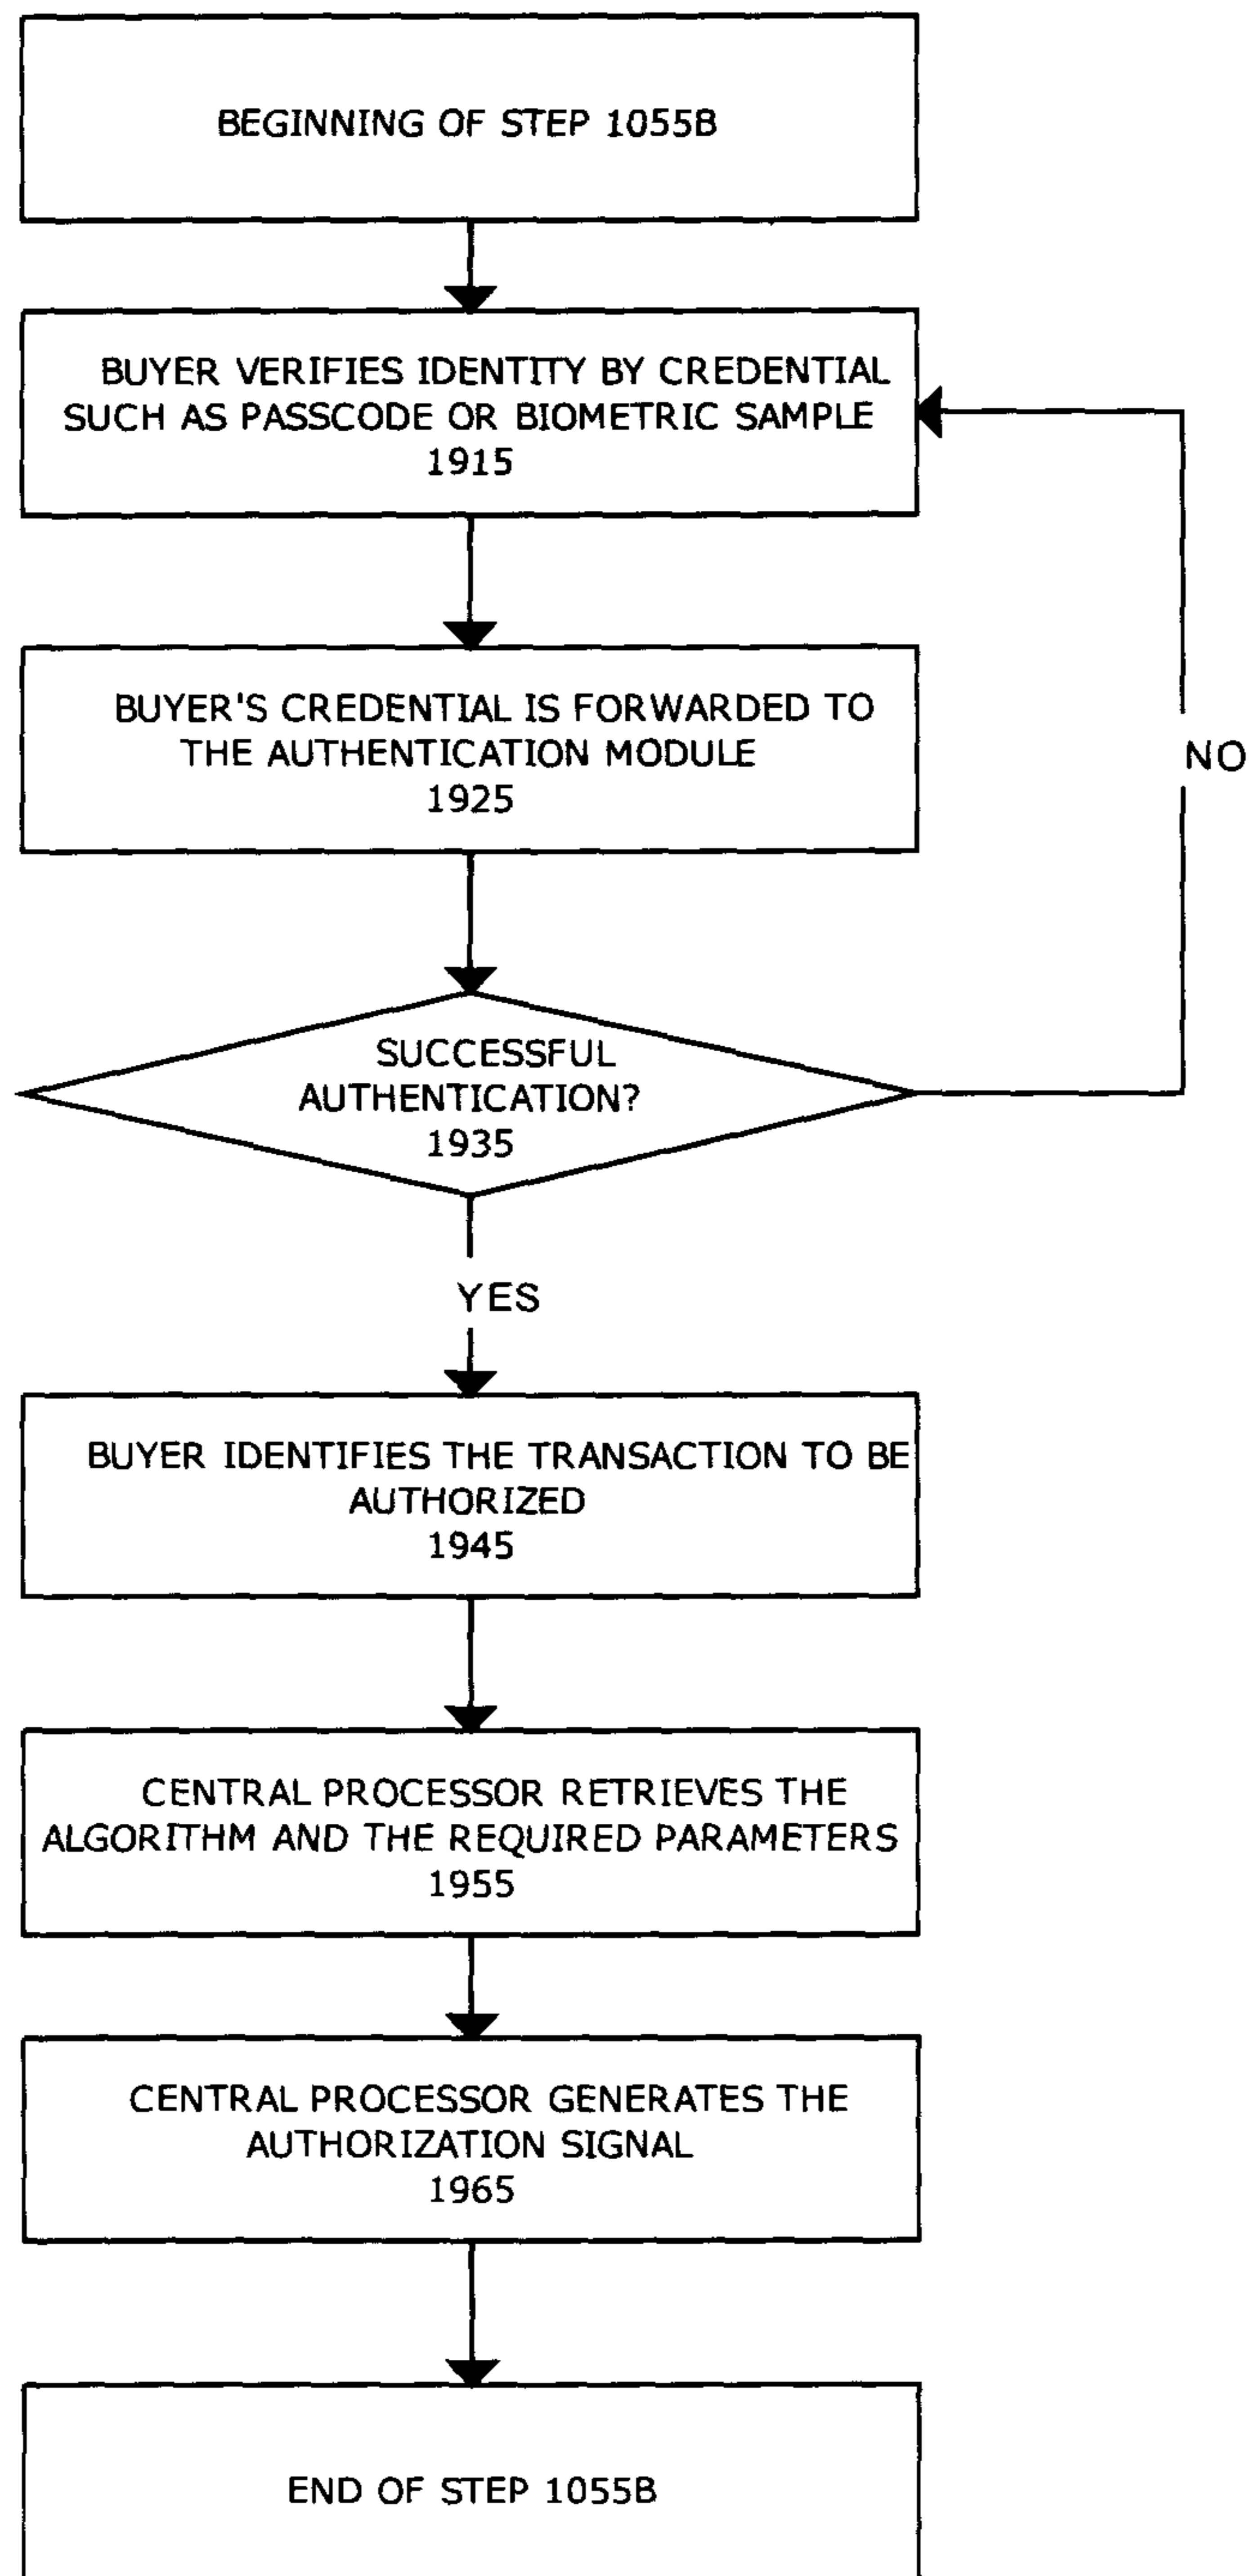 BEGINNING OF STEP 1055B
BUYER VERIFIES IDENTITY BY CREDENTIAL
SUCH AS PASSCODE OR BIOMETRIC SAMPLE
1915
BUYER'S CREDENTIAL IS FORWARDED TO
THE AUTHENTICATION MODULE
1925
NO
SUCCESSFUL
AUTHENTICATION?
1935
YES
BUYER IDENTIFIES THE TRANSACTION TO BE
AUTHORIZED
1945
CENTRAL PROCESSOR RETRIEVES THE
ALGORITHM AND THE REQUIRED PARAMETERS
1955
CENTRAL PROCESSOR GENERATES THE
AUTHORIZATION SIGNAL
1965
END OF STEP 1055B